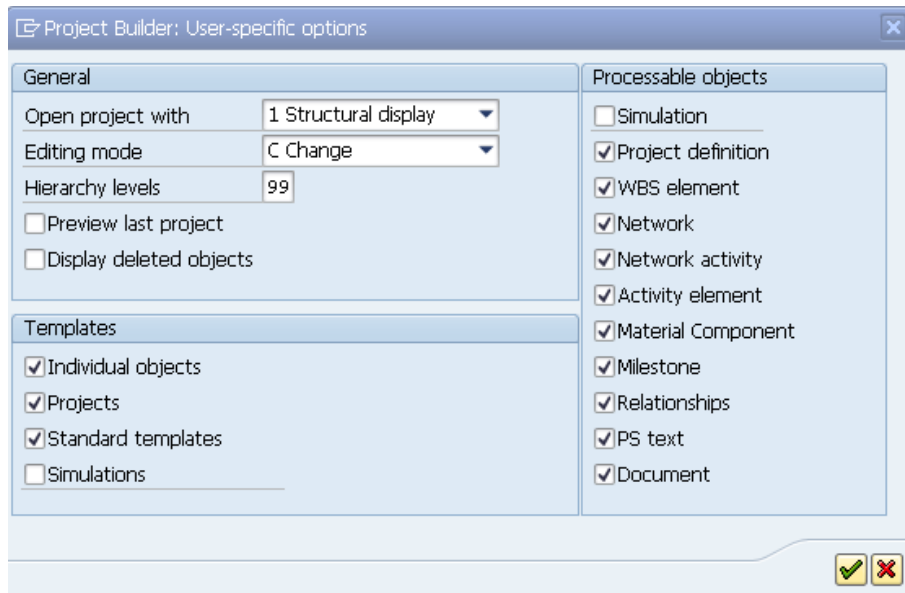 Project Builder: User-specific options
General
Open project with 1 Structural display
Editing mode C Change
Hierarchy levels 99
Preview last project
Display deleted objects
Templates
Individual objects
Projects
Standard templates
Simulations
Processable objects
Simulation
Project definition
WBS element
Network
Network activity
Activity element
Material Component
Milestone
Relationships
PS text
Document